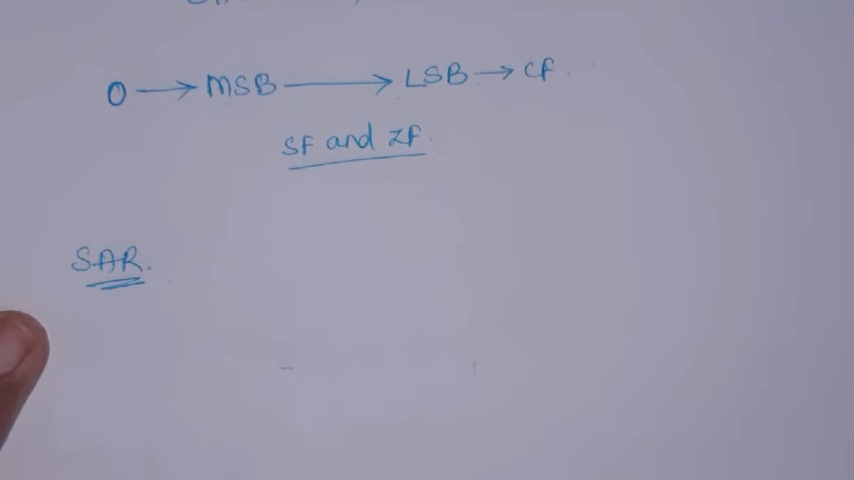 0 → MSB → LSB → CF.
SF and ZF.
SAR.